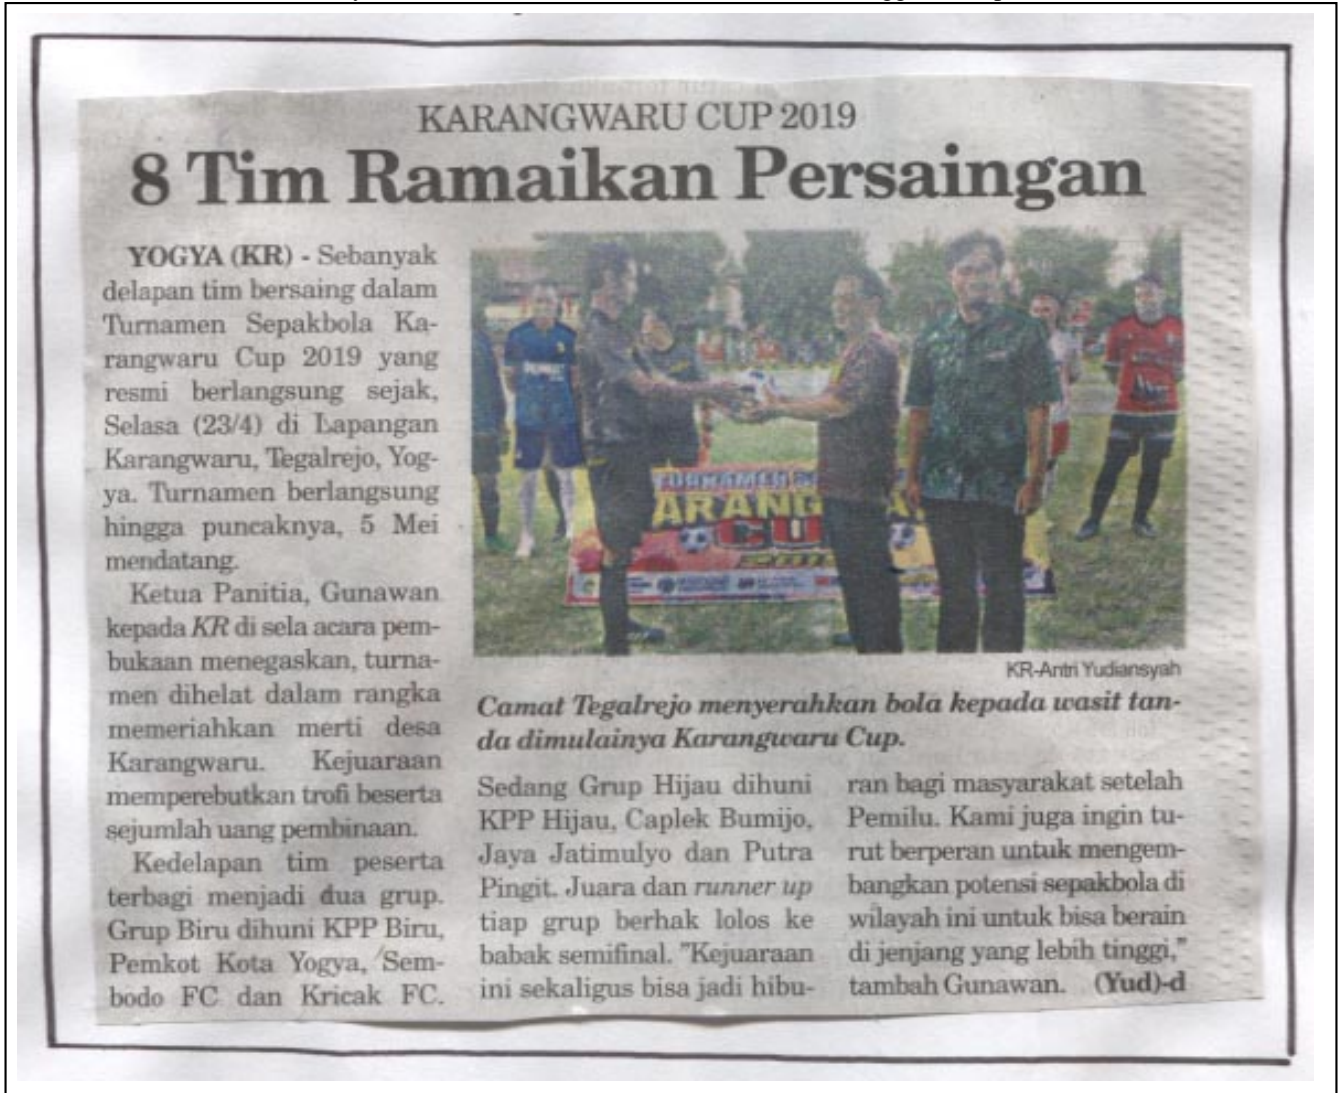 KARANGWARU CUP 2019
8 Tim Ramaikan Persaingan
YOGYA (KR) - Sebanyak
delapan tim bersaing dalam
Turnamen Sepakbola Ka-
rangwaru Cup 2019 yang
resmi berlangsung sejak,
Selasa (23/4) di Lapangan
Karangwaru, Tegalrejo, Yog-
ya. Turnamen berlangsung
hingga puncaknya, 5 Mei
mendatang.
Ketua Panitia, Gunawan
kepada KR di sela acara pem-
bukaan menegaskan, turna-
men dihelat dalam rangka
memeriahkan merti desa
Karangwaru. Kejuaraan
memperebutkan trofi beserta
sejumlah uang pembinaan.
Kedelapan tim peserta
terbagi menjadi dua grup.
Grup Biru dihuni KPP Biru,
Pemkot Kota Yogya, Sem-
bodo FC dan Kricak FC.
TURNAMEN
ARANG
CU
KR-Antri Yudiansyah
Camat Tegalrejo menyerahkan bola kepada wasit tan-
da dimulainya Karangwaru Cup.
Sedang Grup Hijau dihuni
KPP Hijau, Caplek Bumijo,
Jaya Jatimulyo dan Putra
Pingit. Juara dan runner up
tiap grup berhak lolos ke
babak semifinal. "Kejuaraan
ini sekaligus bisa jadi hibu-
ran bagi masyarakat setelah
Pemilu. Kami juga ingin tu-
rut berperan untuk mengem-
bangkan potensi sepakbola di
wilayah ini untuk bisa berain
di jenjang yang lebih tinggi,"
tambah Gunawan. (Yud)-d